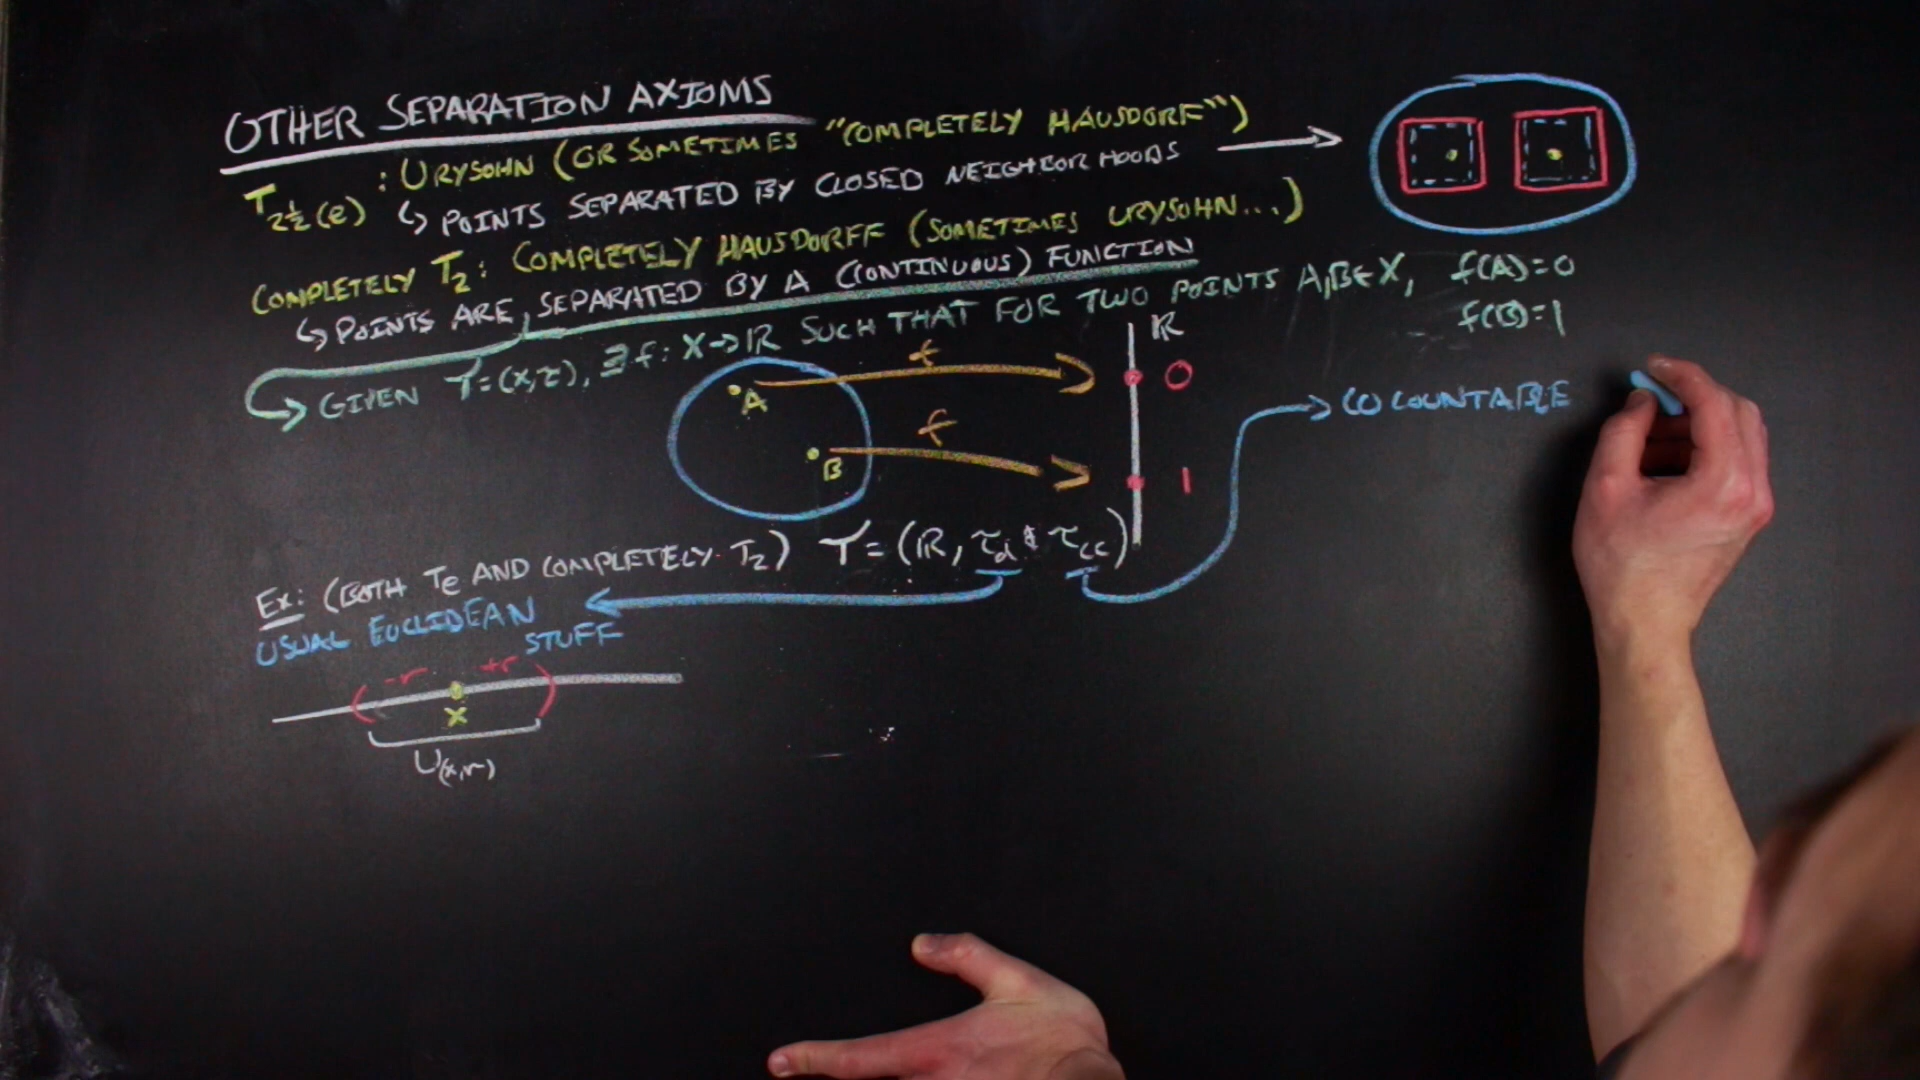 OTHER SEPARATION AXIOMS
T2½(e) : URYSOHN (OR SOMETIMES "COMPLETELY HAUSDORF")
↳ POINTS SEPARATED BY CLOSED NEIGHBORHOODS →
COMPLETELY T2: COMPLETELY HAUSDORFF (SOMETIMES URYSOHN...)
↳ POINTS ARE SEPARATED BY A (CONTINUOUS) FUNCTION
GIVEN T=(X,τ), ∃ f: X→ℝ SUCH THAT FOR TWO POINTS A,B∈X, f(A)=0
f(B)=1
ℝ
A f 0
B f 1
COCOUNTABLE
EX: (BOTH Te AND COMPLETELY T2) T=(ℝ, τd & τcc)
USUAL EUCLIDEAN
STUFF
-r +r
x
U(x,r)